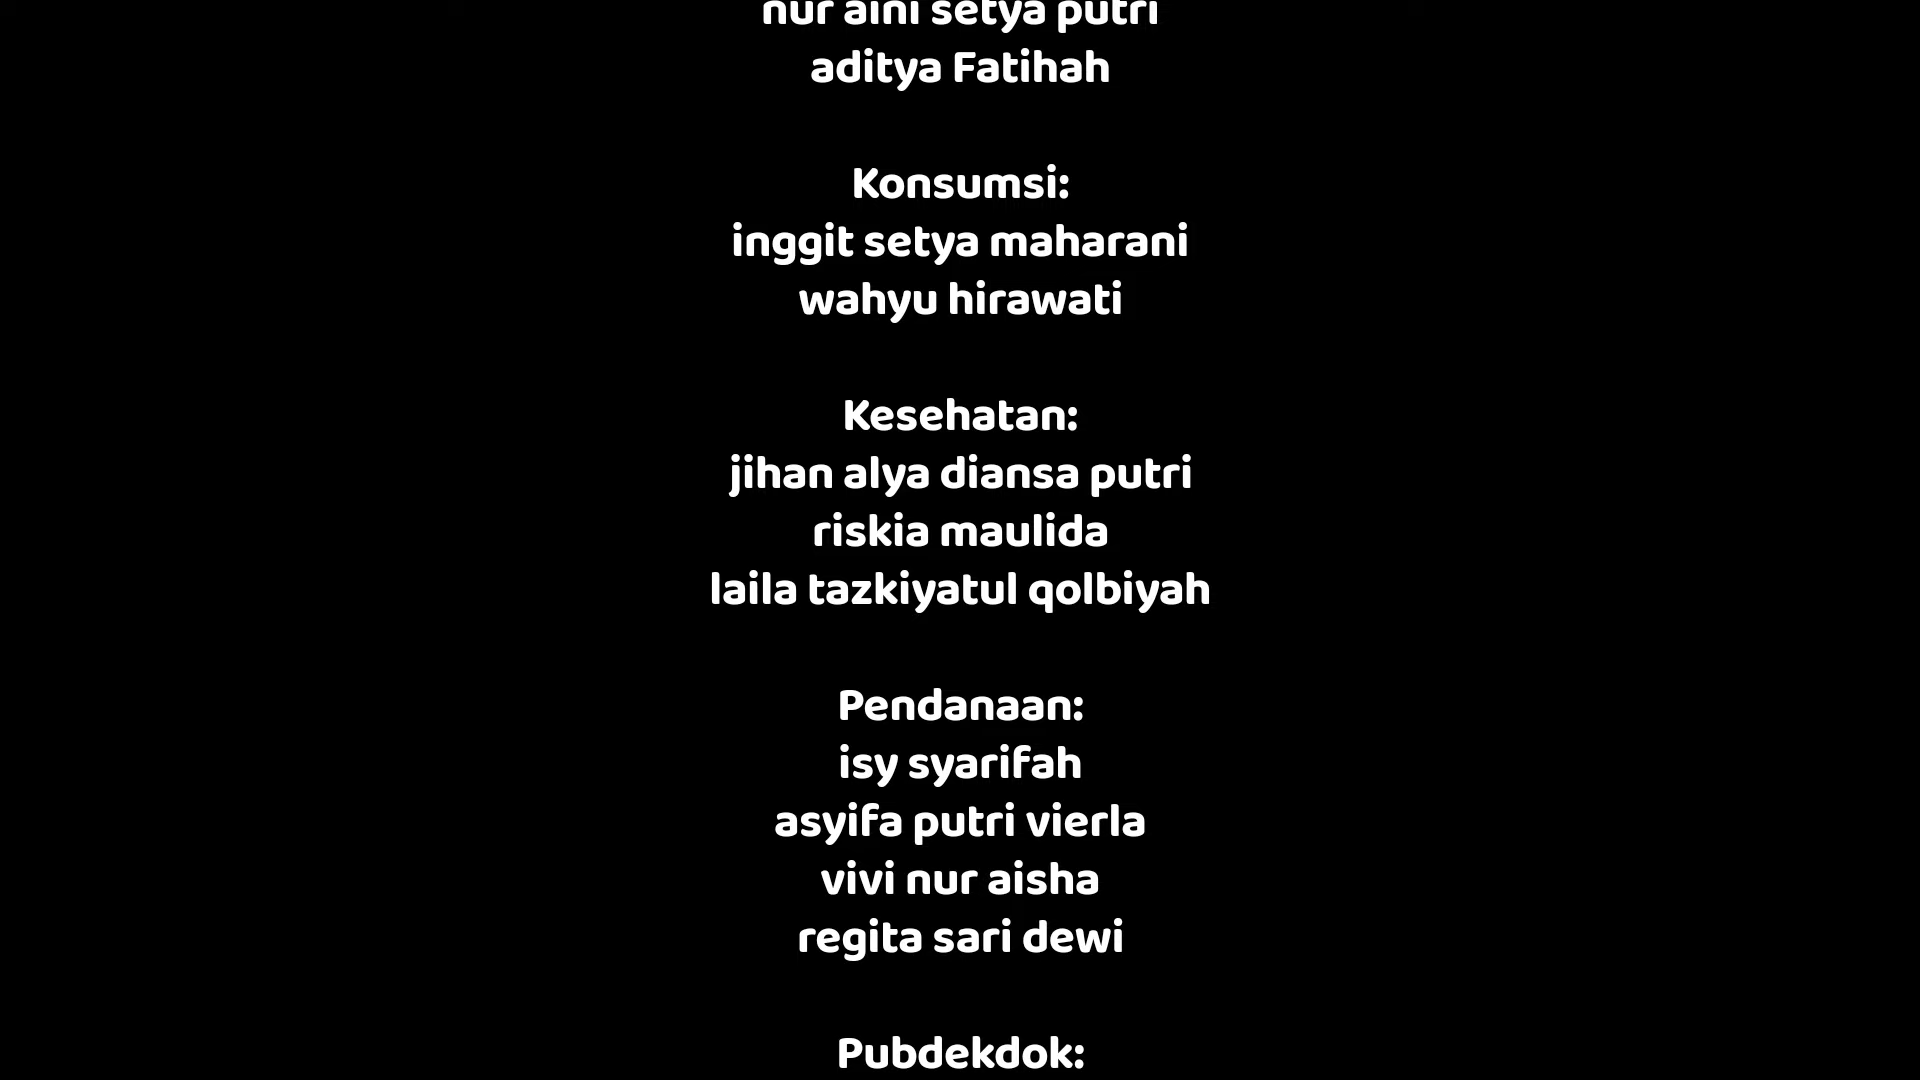 nur aini setya putri
aditya Fatihah
Konsumsi:
inggit setya maharani
wahyu hirawati
Kesehatan:
jihan alya diansa putri
riskia maulida
laila tazkiyatul qolbiyah
Pendanaan:
isy syarifah
asyifa putri vierla
vivi nur aisha
regita sari dewi
Pubdekdok: